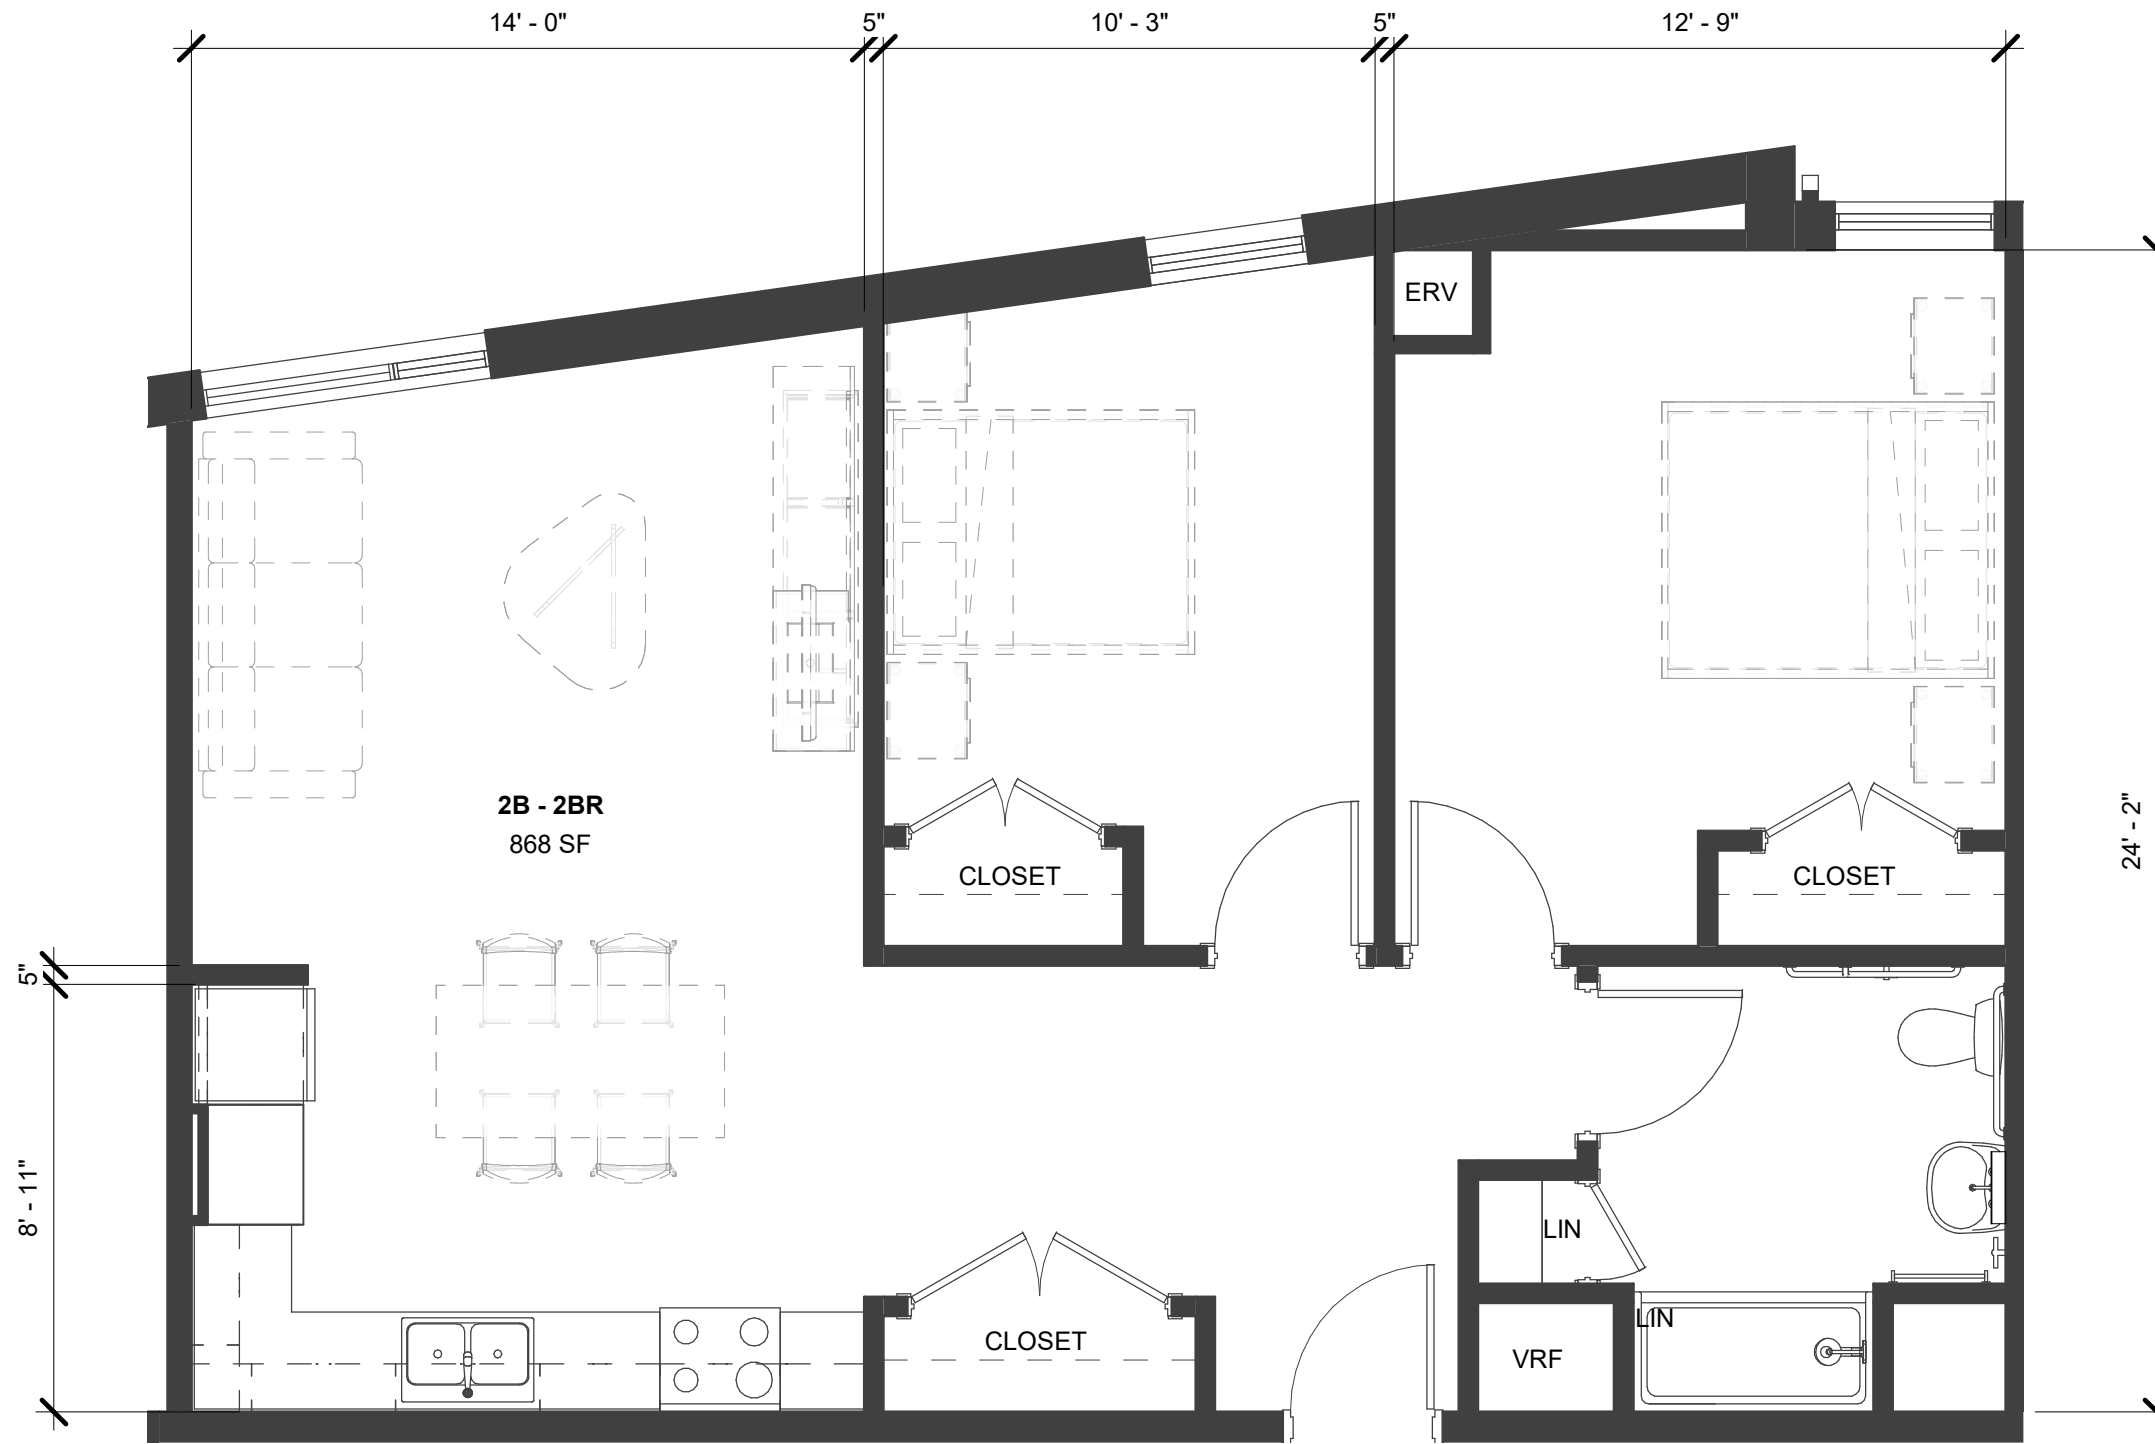 14' - 0"
5"
10' - 3"
5"
12' - 9"
ERV
2B - 2BR
868 SF
24' - 2"
CLOSET
CLOSET
5"
8' - 11"
LIN
LIN
CLOSET
VRF